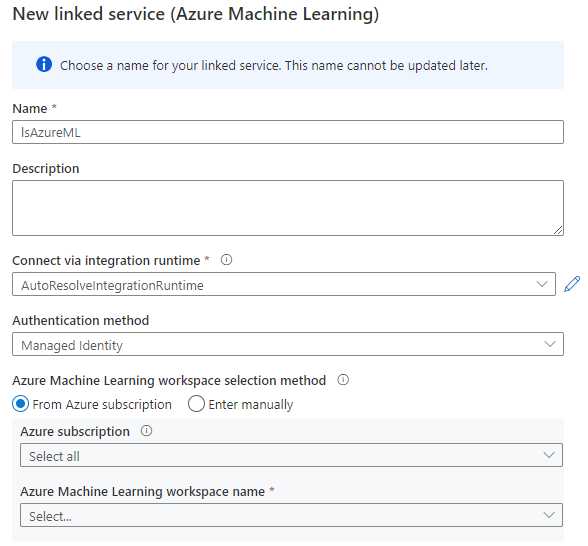 New linked service (Azure Machine Learning)
Choose a name for your linked service. This name cannot be updated later.
Name *
lsAzureML
Description
Connect via integration runtime *
AutoResolveIntegrationRuntime
Authentication method
Managed Identity
Azure Machine Learning workspace selection method
From Azure subscription Enter manually
Azure subscription
Select all
Azure Machine Learning workspace name *
Select...